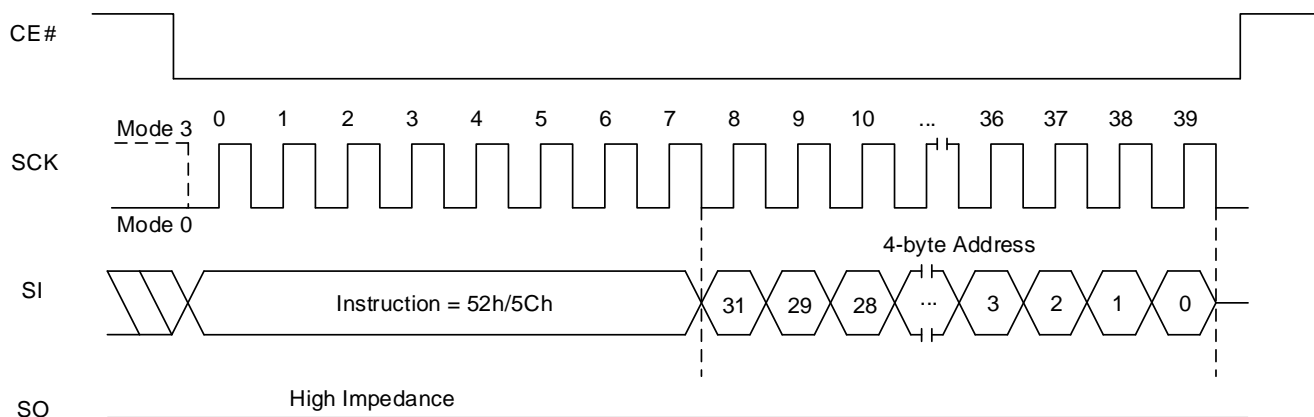 CE#
0 1 2 3 4 5 6 7 8 9 10 ... 36 37 38 39
Mode 3
SCK
Mode 0
4-byte Address
SI
Instruction = 52h/5Ch 31 29 28 ... 3 2 1 0
High Impedance
SO